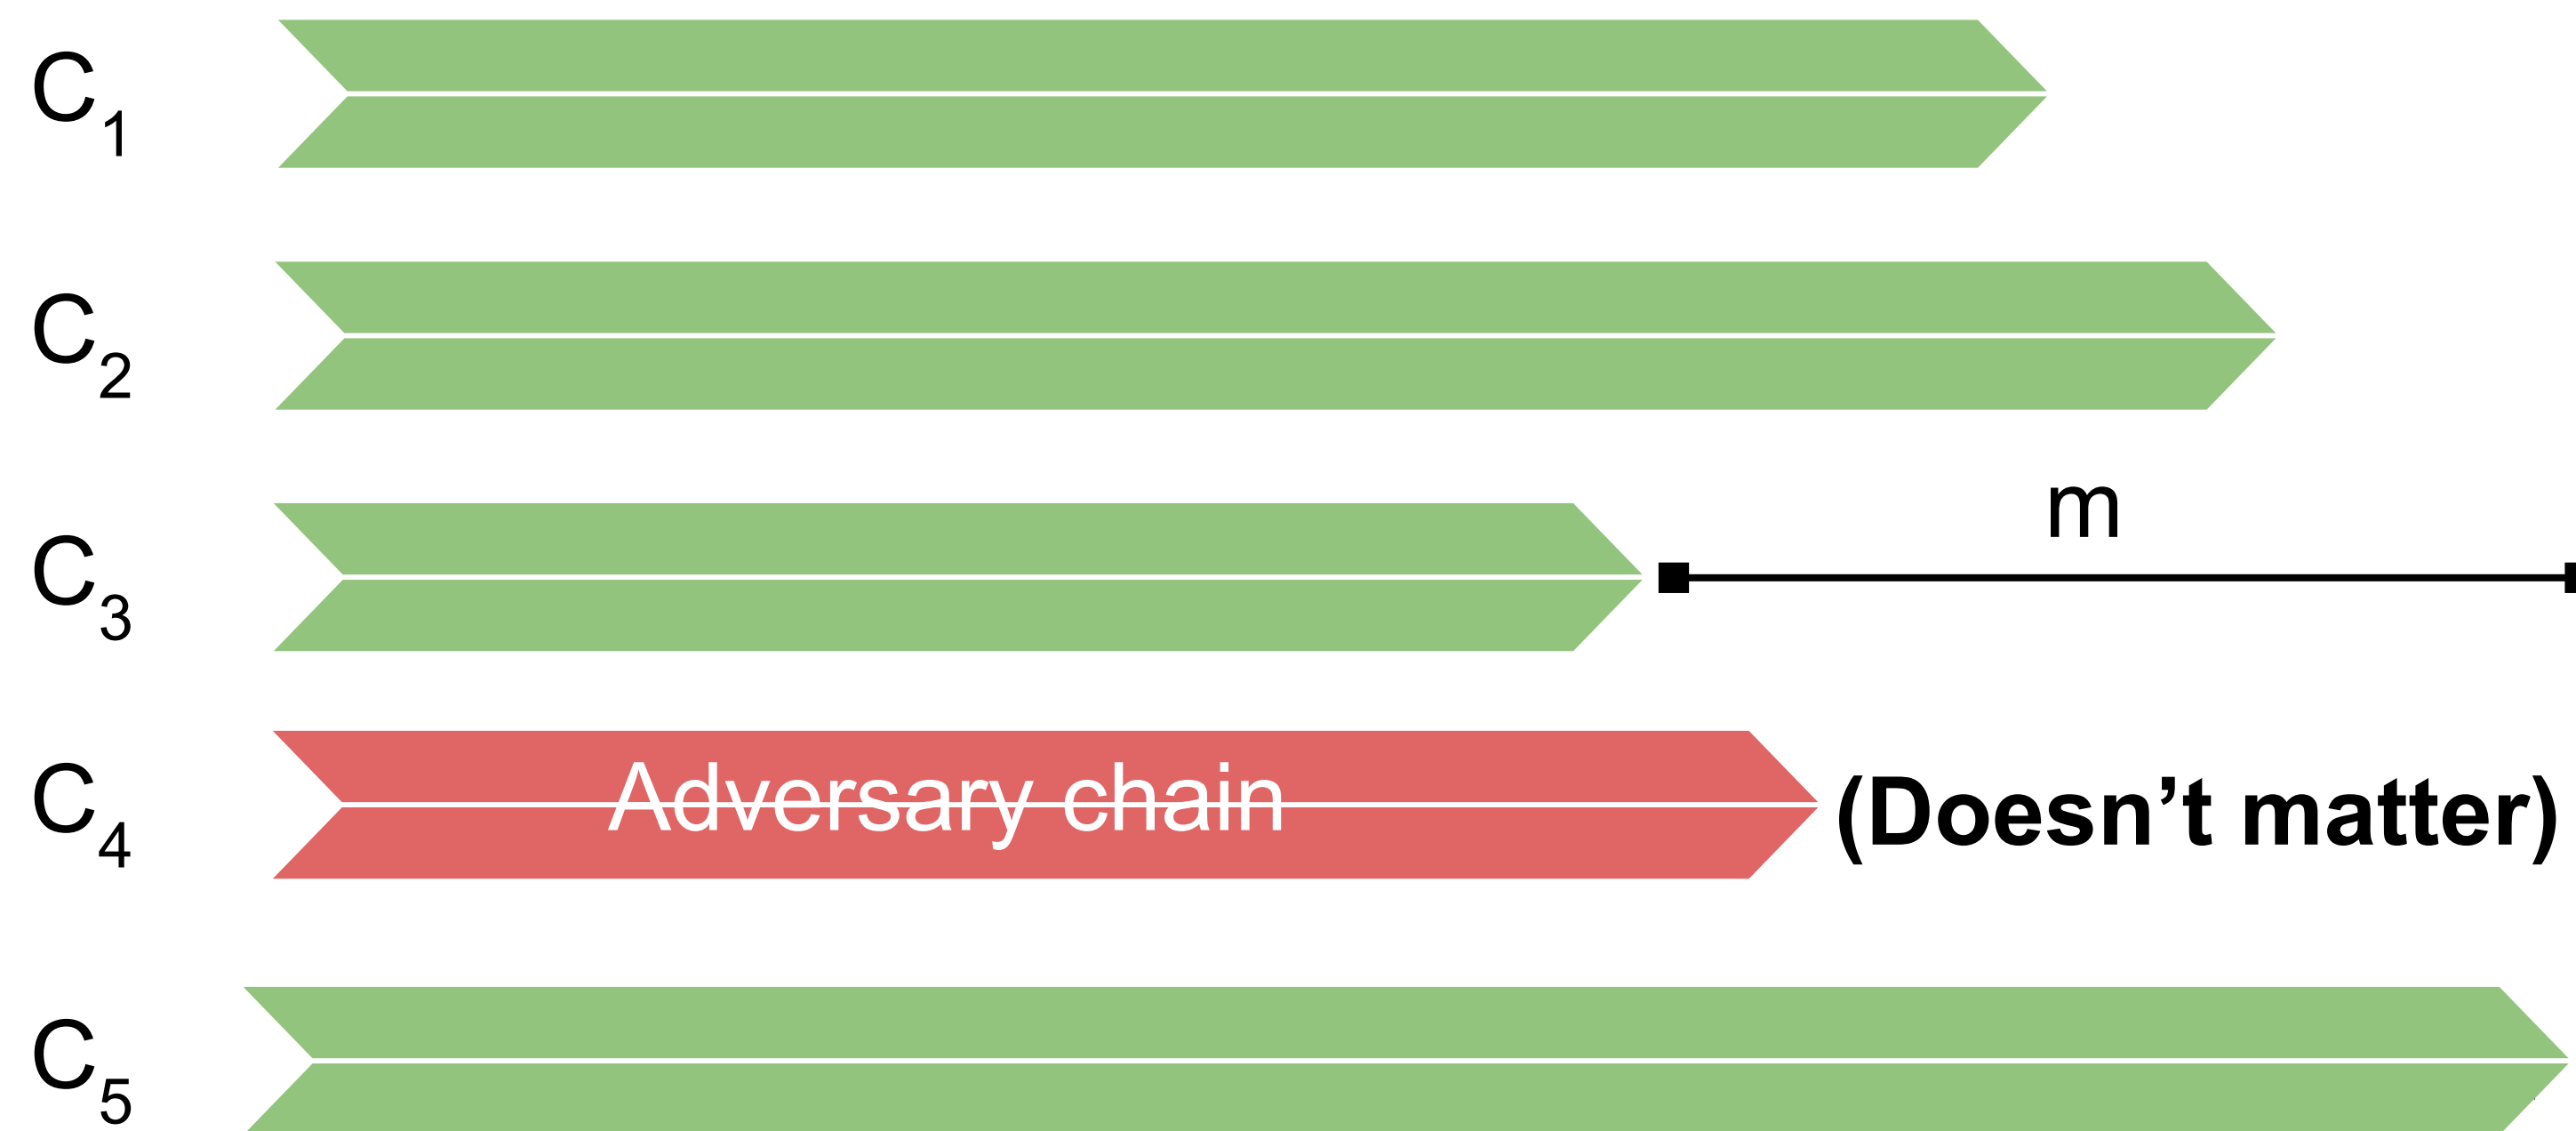 C₁
C₂
C₃
m
C₄
Adversary chain
(Doesn’t matter)
C₅